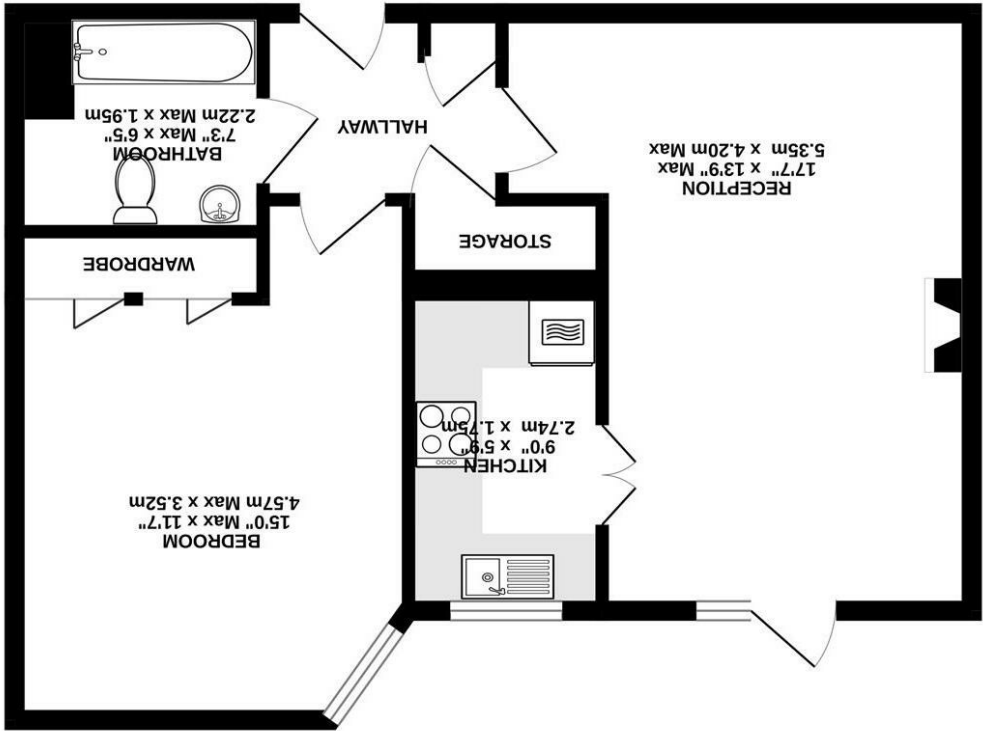 BEDROOM
15'0" Max x 11'7"
4.57m Max x 3.52m
KITCHEN
9'0" x 5'9"
2.74m x 1.75m
WARDROBE
STORAGE
RECEPTION
17'7" x 13'9" Max
5.35m x 4.20m Max
BATHROOM
7'3" Max x 6'5"
2.22m Max x 1.95m
HALLWAY